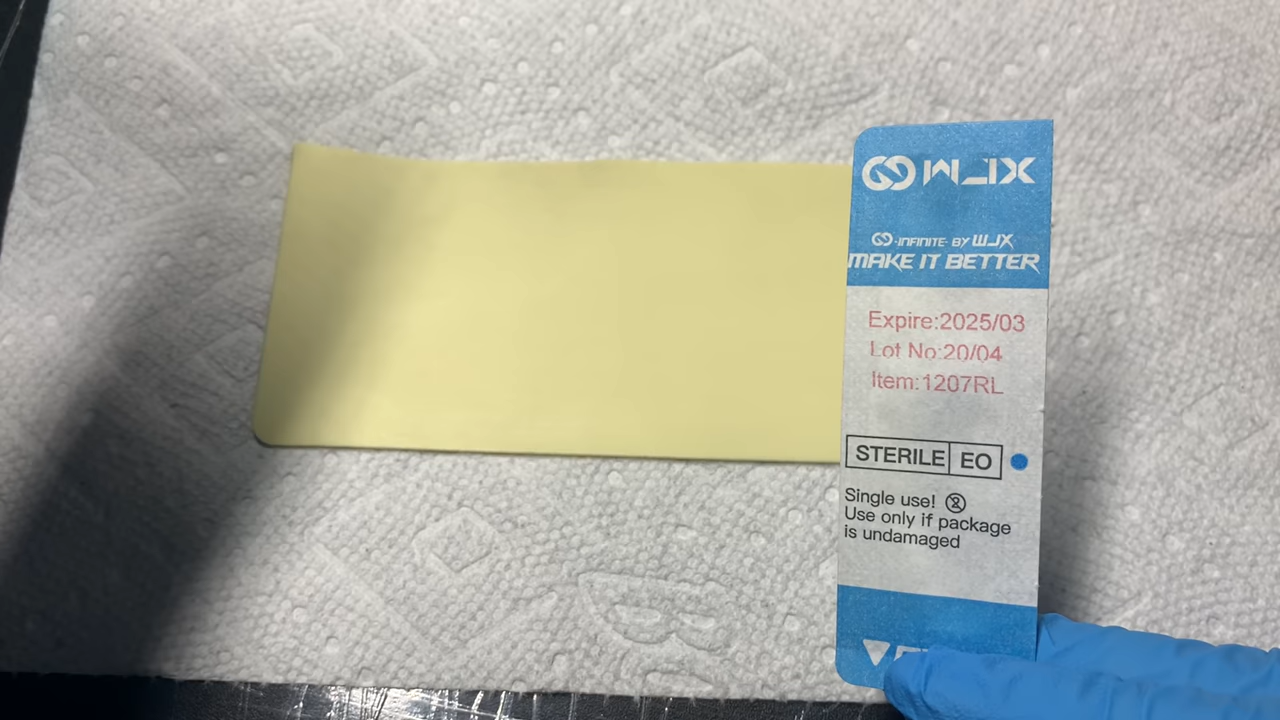 WJX
-INFINITE- BY WJX
MAKE IT BETTER
Expire:2025/03
Lot No:20/04
Item:1207RL
STERILE EO
Single use! 2
Use only if package
is undamaged